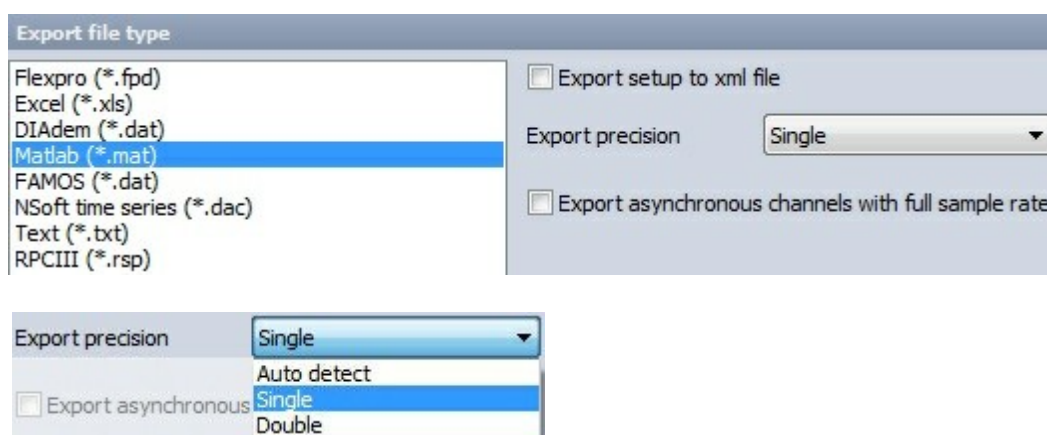 Export file type
Flexpro (*.fpd)
Excel (*.xls)
DIAdem (*.dat)
Matlab (*.mat)
FAMOS (*.dat)
NSoft time series (*.dac)
Text (*.txt)
RPCIII (*.rsp)
Export setup to xml file
Export precision Single
Export asynchronous channels with full sample rate
Export precision Single
Auto detect
Export asynchronous Single
Double